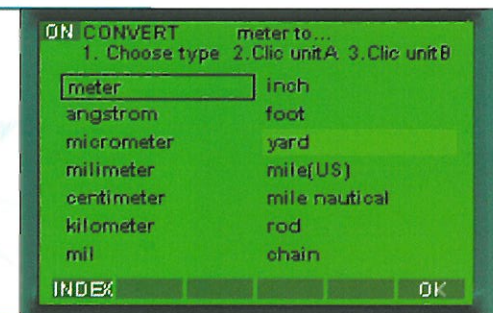 ON CONVERT meter to...
1. Choose type 2.Clic unitA 3.Clic unitB
meter inch
angstrom foot
micrometer yard
milimeter mile(US)
centimeter mile nautical
kilometer rod
mil chain
INDEX OK